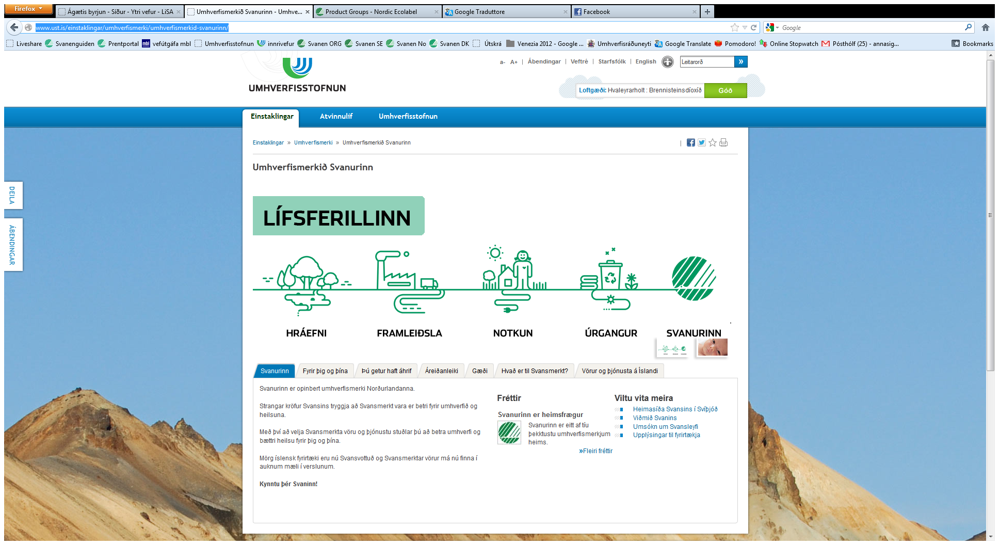 Firefox
Ágætis byrjun - Síður - Ytri vefur - LiSA
Umhverfismerkið Svanurinn - Umhve...
Product Groups - Nordic Ecolabel
Google Traduttore
Facebook
www.ust.is/einstaklingar/umhverfismerki/umhverfismerkid-svanurinn/
Google
Liveshare
Svanenguiden
Prentportal
mbl vefútgáfa mbl
Umhverfisstofnun
innrivefur
Svanen ORG
Svanen SE
Svanen No
Svanen DK
Útskrá
Venezia 2012 - Google ...
Umhverfisráðuneyti
Google Translate
Pomodoro!
Online Stopwatch
Pósthólf (25) - annasig...
Bookmarks
UMHVERFISSTOFNUN
a- A+ | Ábendingar | Veftré | Starfsfólk | English
Leitarorð »
Loftgæði: Hvaleyrarholt : Brennisteinsdíoxíð Góð
Einstaklingar
Atvinnulíf
Umhverfisstofnun
Einstaklingar » Umhverfismerki » Umhverfismerkið Svanurinn
Umhverfismerkið Svanurinn
DEILA
ÁBENDINGAR
LÍFSFERILLINN
HRÁEFNI
FRAMLEIÐSLA
NOTKUN
ÚRGANGUR
SVANURINN
Svanurinn
Fyrir þig og þína
Þú getur haft áhrif
Áreiðanleiki
Gæði
Hvað er til Svansmerkt?
Vörur og þjónusta á Íslandi
Svanurinn er opinbert umhverfismerki Norðurlandanna.
Strangar kröfur Svansins tryggja að Svansmerkt vara er betri fyrir umhverfið og
heilsuna.
Með því að velja Svansmerkta vöru og þjónustu stuðlar þú að betra umhverfi og
bættri heilsu fyrir þig og þína.
Mörg íslensk fyrirtæki eru nú Svansvottuð og Svansmerktar vörur má nú finna í
auknum mæli í verslunum.
Kynntu þér Svaninn!
Fréttir
Svanurinn er heimsfrægur
Svanurinn er eitt af tíu
þekktustu umhverfismerkjum
heims.
»Fleiri fréttir
Viltu vita meira
Heimasíða Svansins í Svíþjóð
Viðmið Svanins
Umsókn um Svansleyfi
Upplýsingar til fyrirtækja